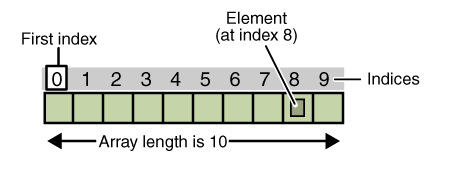 Element
(at index 8)
First index
0 1 2 3 4 5 6 7 8 9
Indices
Array length is 10